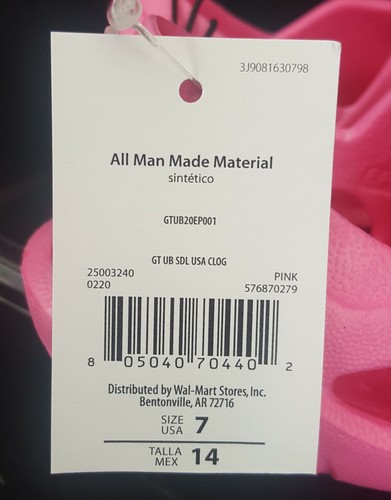 3J9081630798
All Man Made Material
sintético
GTUB20EP001
GT UB SDL USA CLOG
25003240 PINK
0220 576870279
8 05040 70440 2
Distributed by Wal-Mart Stores, Inc.
Bentonville, AR 72716
SIZE USA 7
TALLA MEX 14